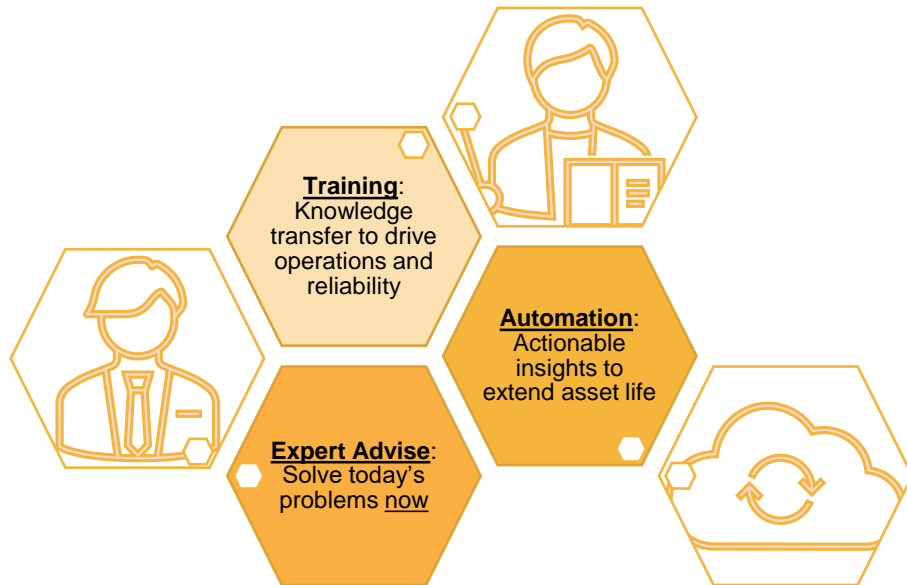 Training:
Knowledge
transfer to drive
operations and
reliability
Automation:
Actionable
insights to
extend asset life
Expert Advise:
Solve today’s
problems now